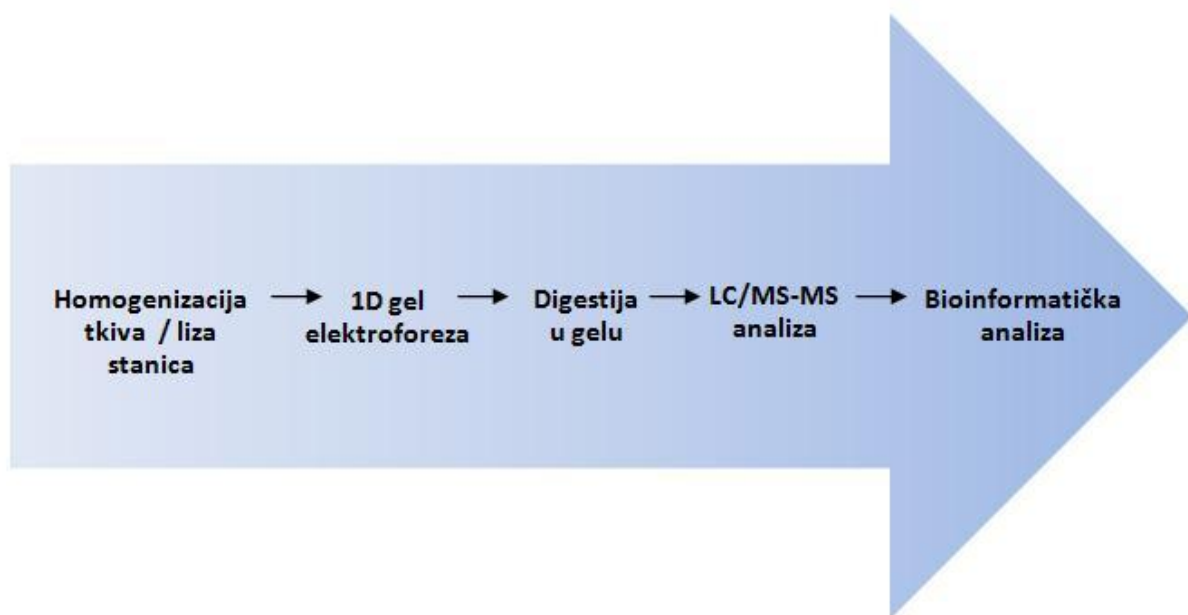 Homogenizacija
tkiva / liza
stanica
1D gel
elektroforeza
Digestija
u gelu
LC/MS-MS
analiza
Bioinformatička
analiza